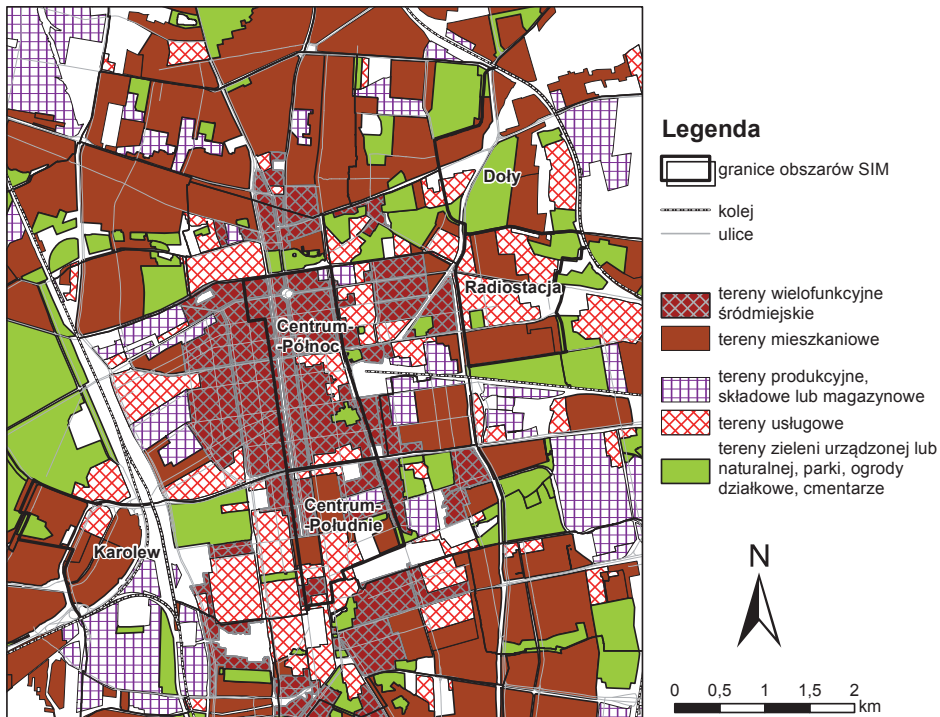 Doły
Radiostacja
Centrum-
-Północ
Centrum-
-Południe
Karolew
Legenda
granice obszarów SIM
kolej
ulice
tereny wielofunkcyjne
śródmiejskie
tereny mieszkaniowe
tereny produkcyjne,
składowe lub magazynowe
tereny usługowe
tereny zieleni urządzonej lub
naturalnej, parki, ogrody
działkowe, cmentarze
N
0 0,5 1 1,5 2
km